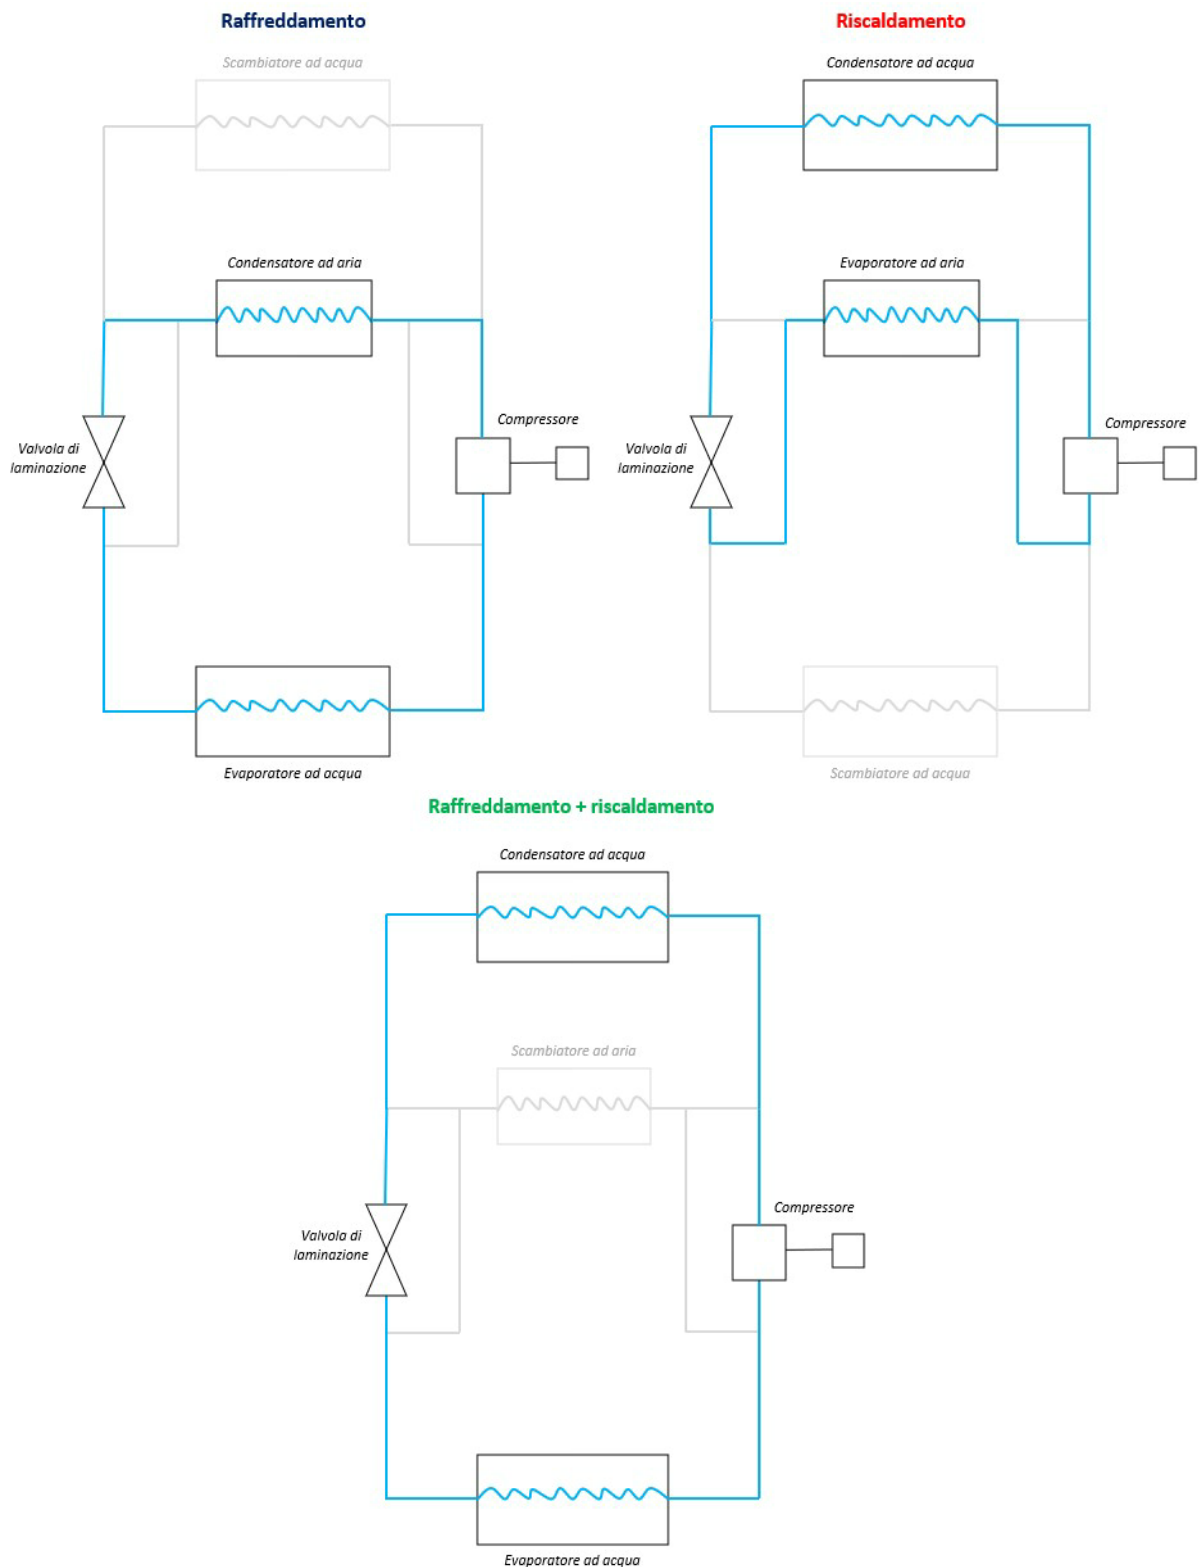 Raffreddamento
Riscaldamento
Scambiatore ad acqua
Condensatore ad acqua
Condensatore ad aria
Evaporatore ad aria
Compressore
Valvola di
laminazione
Compressore
Valvola di
laminazione
Evaporatore ad acqua
Scambiatore ad acqua
Raffreddamento + riscaldamento
Condensatore ad acqua
Scambiatore ad aria
Compressore
Valvola di
laminazione
Evaporatore ad acqua